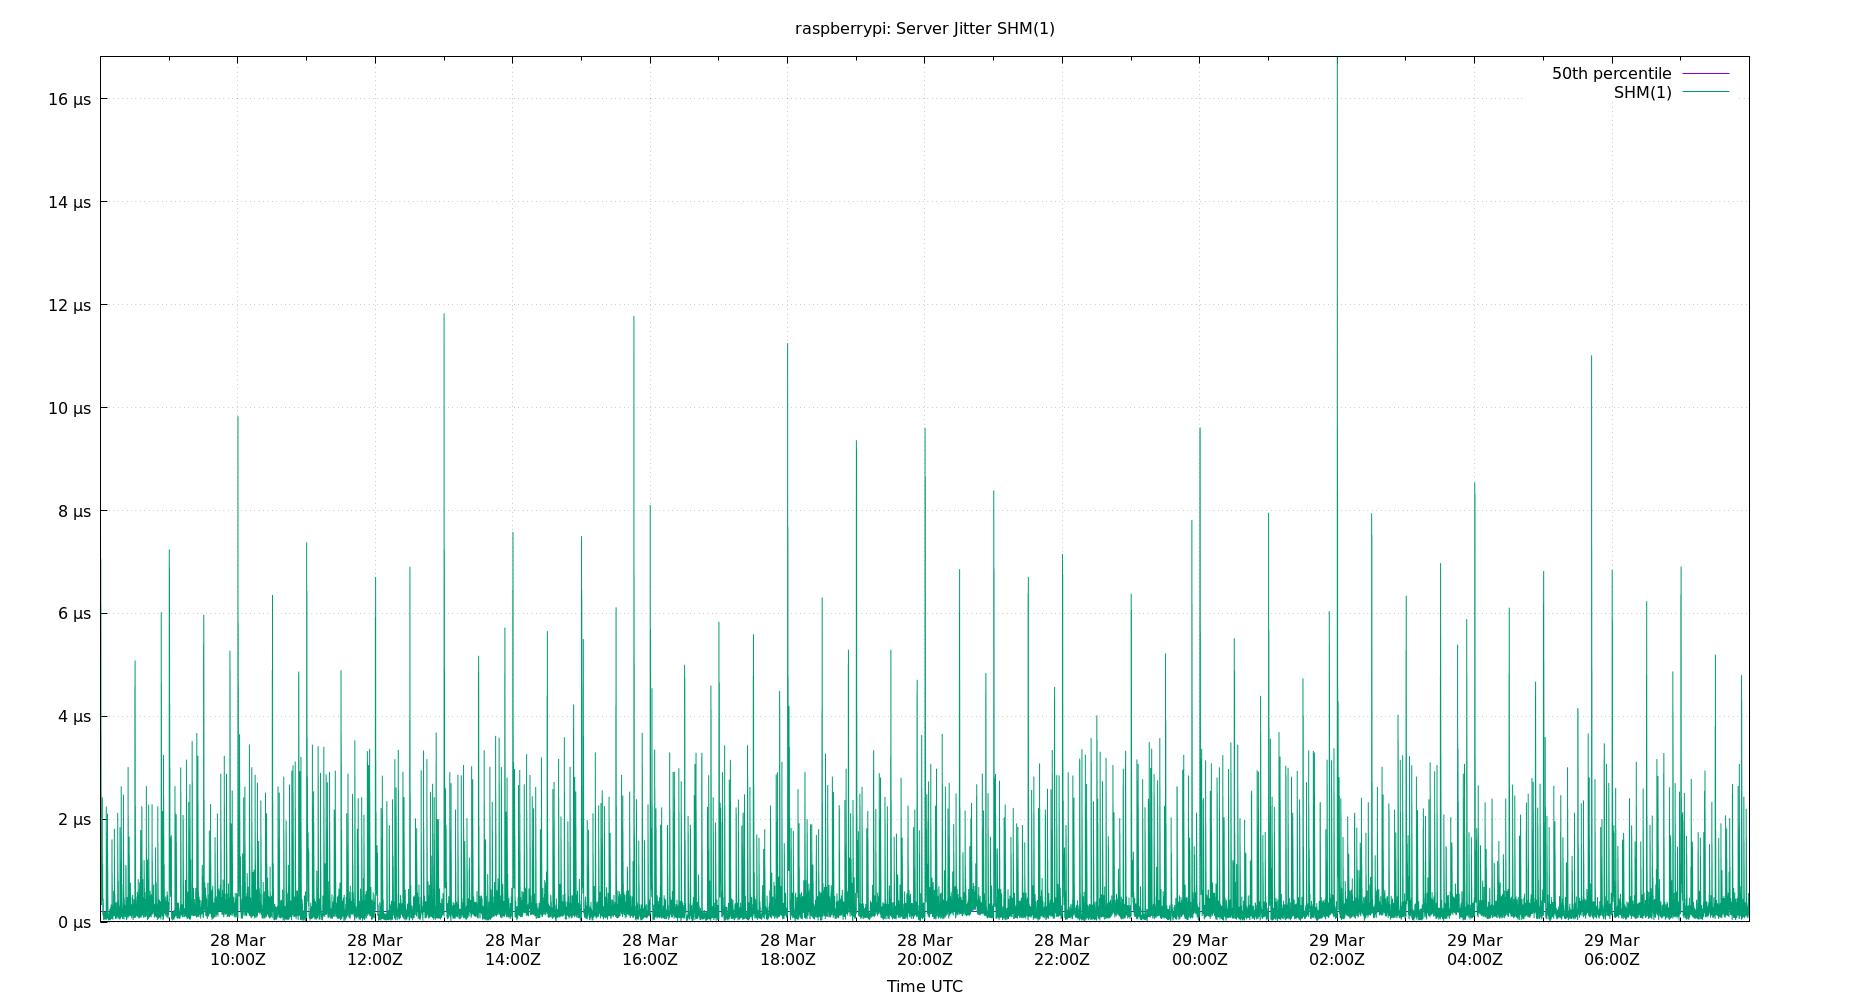 raspberrypi: Server Jitter SHM(1)
50th percentile
SHM(1)
16 µs
14 µs
12 µs
10 µs
8 µs
6 µs
4 µs
2 µs
0 µs
28 Mar 28 Mar 28 Mar 28 Mar 28 Mar 28 Mar 28 Mar 29 Mar 29 Mar 29 Mar 29 Mar
10:00Z 12:00Z 14:00Z 16:00Z 18:00Z 20:00Z 22:00Z 00:00Z 02:00Z 04:00Z 06:00Z
Time UTC